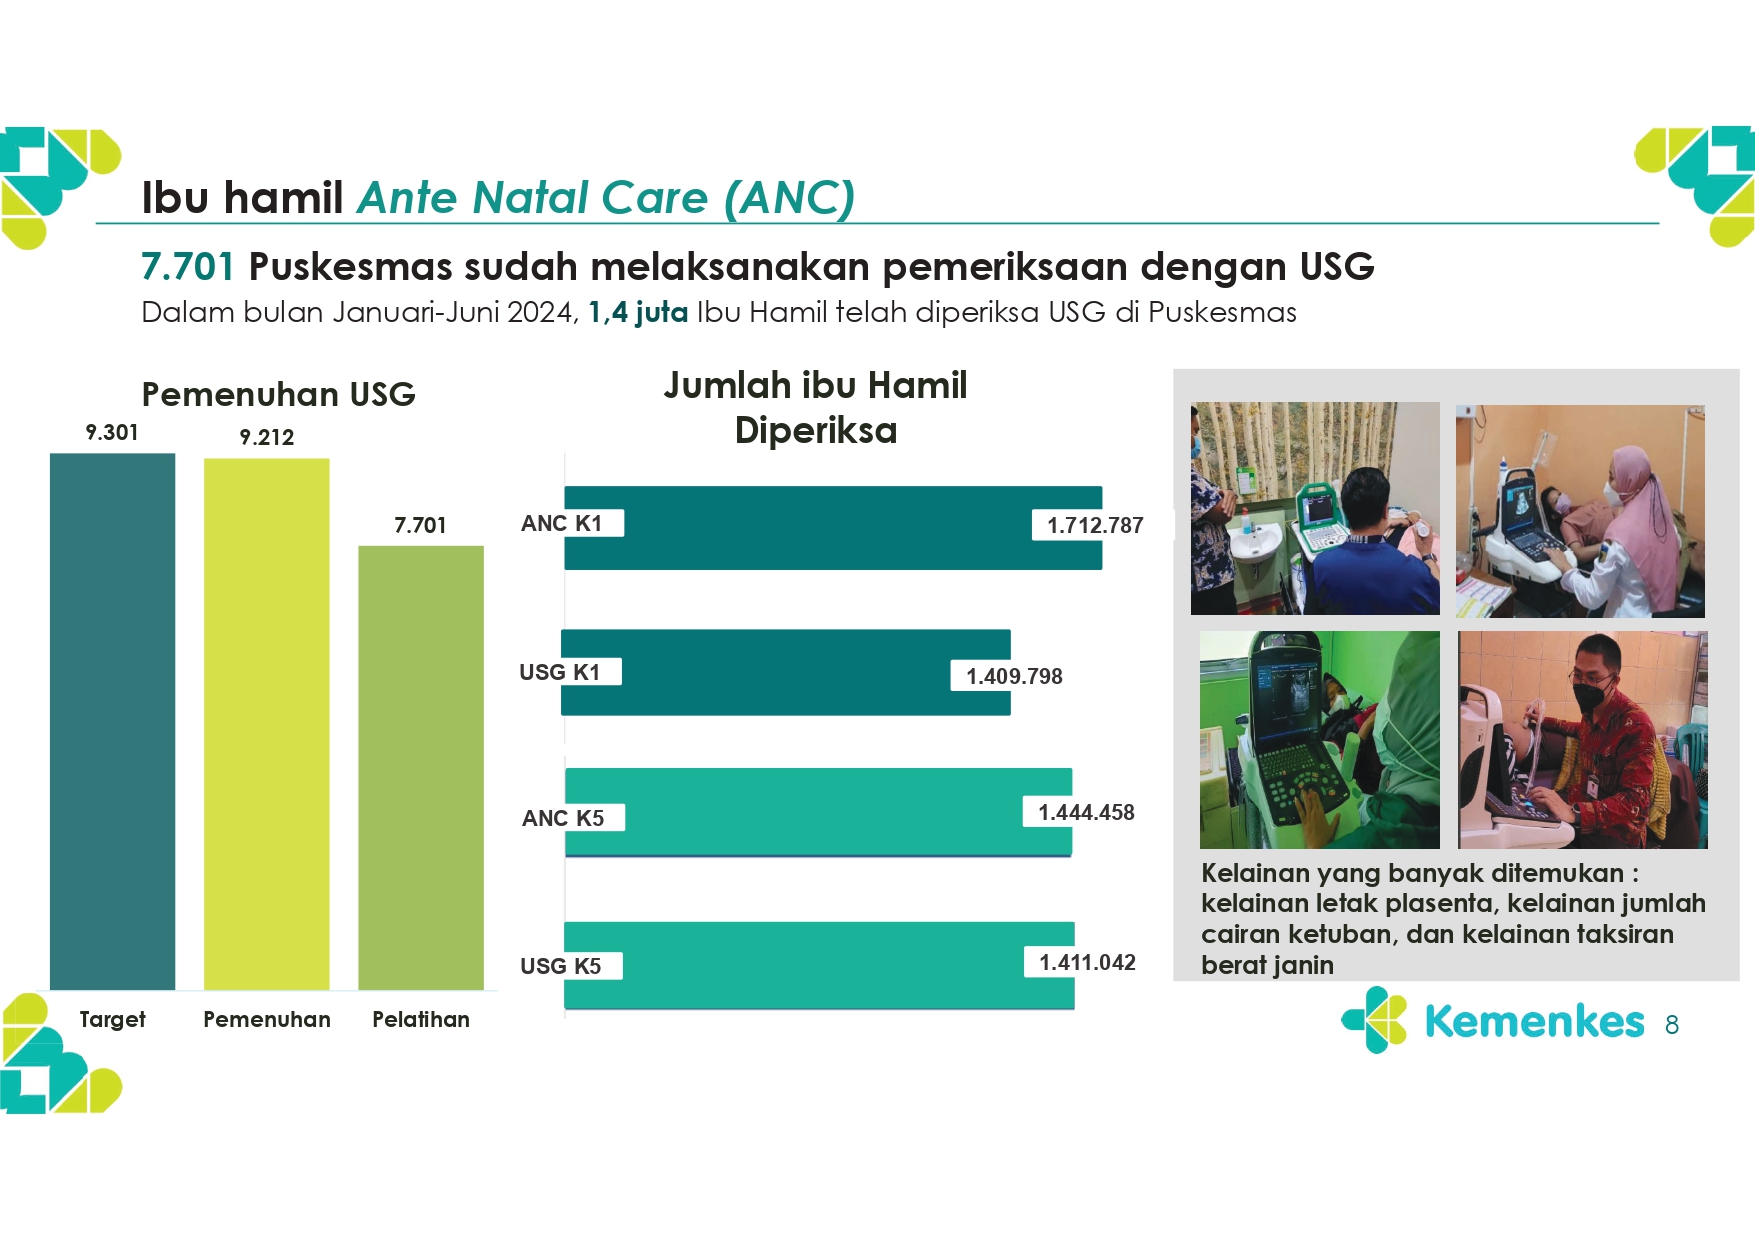 Ibu hamil Ante Natal Care (ANC)
7.701 Puskesmas sudah melaksanakan pemeriksaan dengan USG
Dalam bulan Januari-Juni 2024, 1,4 juta Ibu Hamil telah diperiksa USG di Puskesmas
Pemenuhan USG
9.301
9.212
7.701
Target
Pemenuhan
Pelatihan
Jumlah ibu Hamil
Diperiksa
ANC K1
1.712.787
USG K1
1.409.798
ANC K5
1.444.458
USG K5
1.411.042
Kelainan yang banyak ditemukan :
kelainan letak plasenta, kelainan jumlah
cairan ketuban, dan kelainan taksiran
berat janin
Kemenkes
8